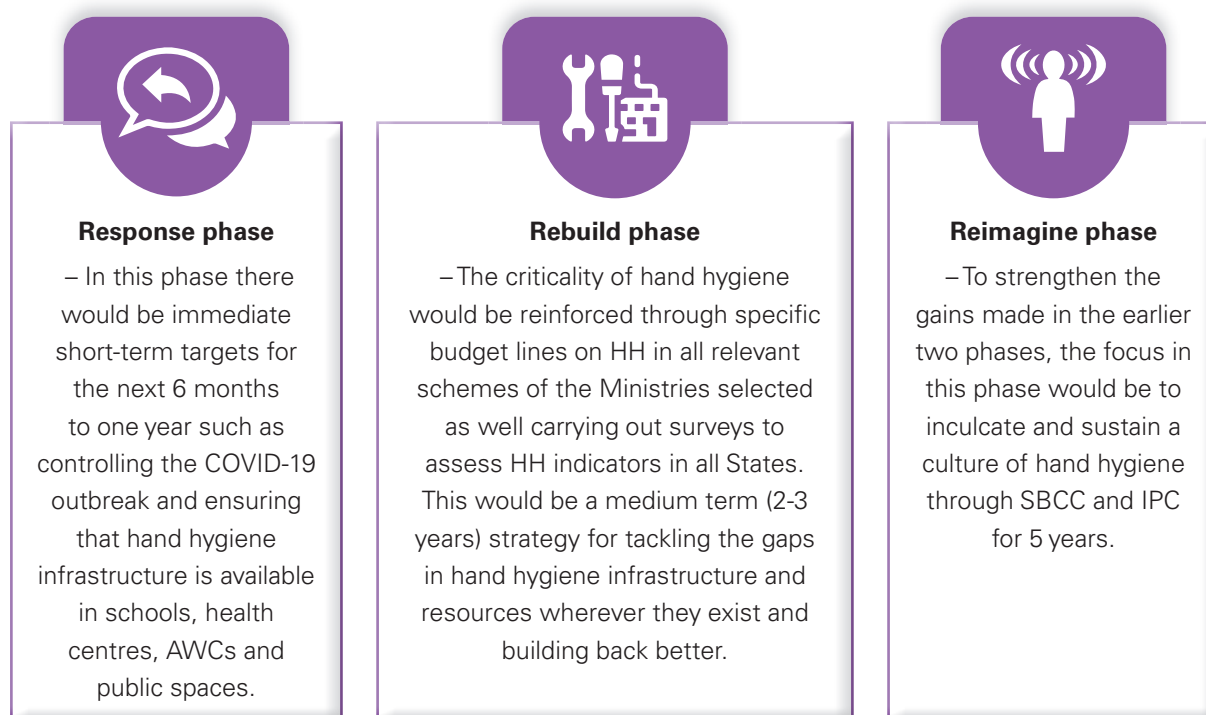 Response phase
– In this phase there
would be immediate
short-term targets for
the next 6 months
to one year such as
controlling the COVID-19
outbreak and ensuring
that hand hygiene
infrastructure is available
in schools, health
centres, AWCs and
public spaces.
Rebuild phase
– The criticality of hand hygiene
would be reinforced through specific
budget lines on HH in all relevant
schemes of the Ministries selected
as well carrying out surveys to
assess HH indicators in all States.
This would be a medium term (2-3
years) strategy for tackling the gaps
in hand hygiene infrastructure and
resources wherever they exist and
building back better.
Reimagine phase
– To strengthen the
gains made in the earlier
two phases, the focus in
this phase would be to
inculcate and sustain a
culture of hand hygiene
through SBCC and IPC
for 5 years.